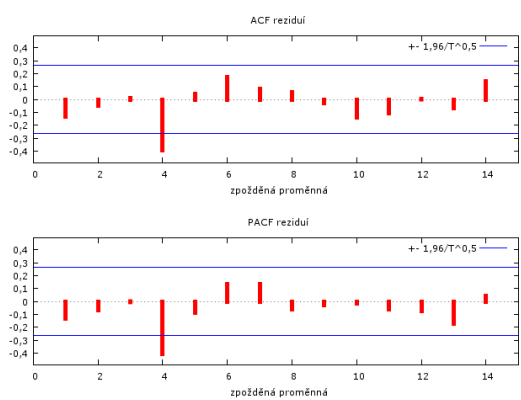 ACF reziduí
+- 1,96/T^0,5
0,4
0,3
0,2
0,1
0
-0,1
-0,2
-0,3
-0,4
0 2 4 6 8 10 12 14
zpožděná proměnná
PACF reziduí
+- 1,96/T^0,5
0,4
0,3
0,2
0,1
0
-0,1
-0,2
-0,3
-0,4
0 2 4 6 8 10 12 14
zpožděná proměnná